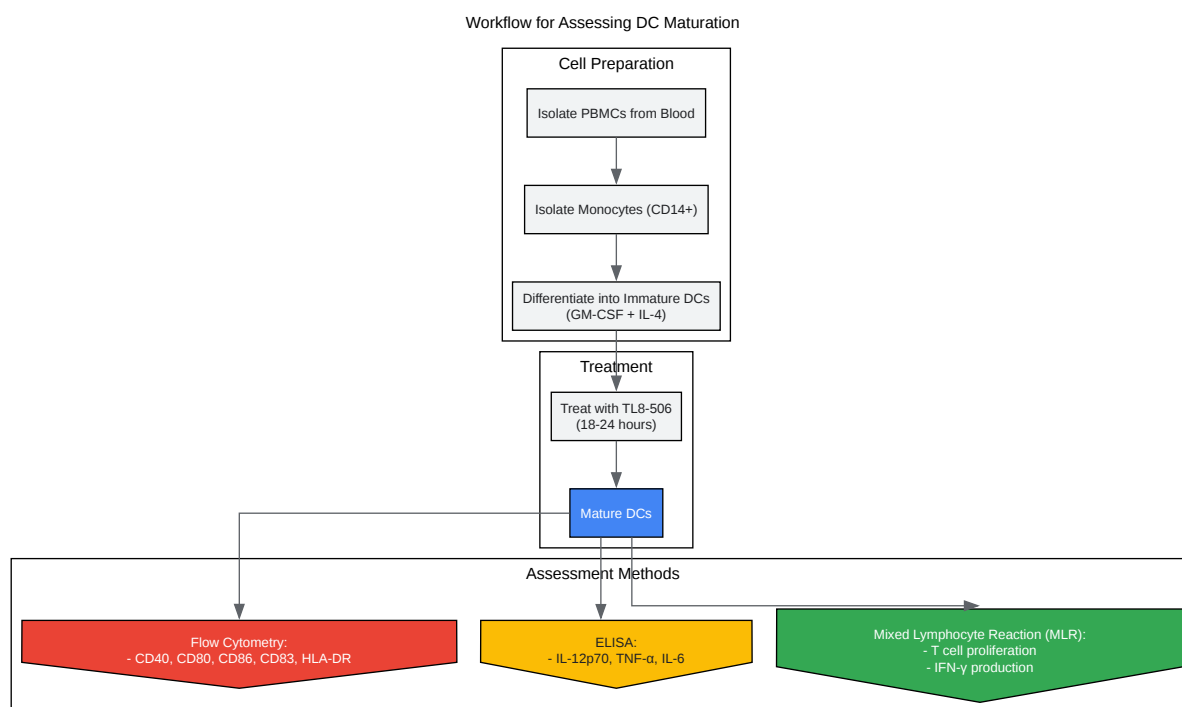 Workflow for Assessing DC Maturation
Cell Preparation
Isolate PBMCs from Blood
Isolate Monocytes (CD14+)
Differentiate into Immature DCs
(GM-CSF + IL-4)
Treatment
Treat with TL8-506
(18-24 hours)
Mature DCs
Assessment Methods
Flow Cytometry:
- CD40, CD80, CD86, CD83, HLA-DR
ELISA:
- IL-12p70, TNF-α, IL-6
Mixed Lymphocyte Reaction (MLR):
- T cell proliferation
- IFN-γ production